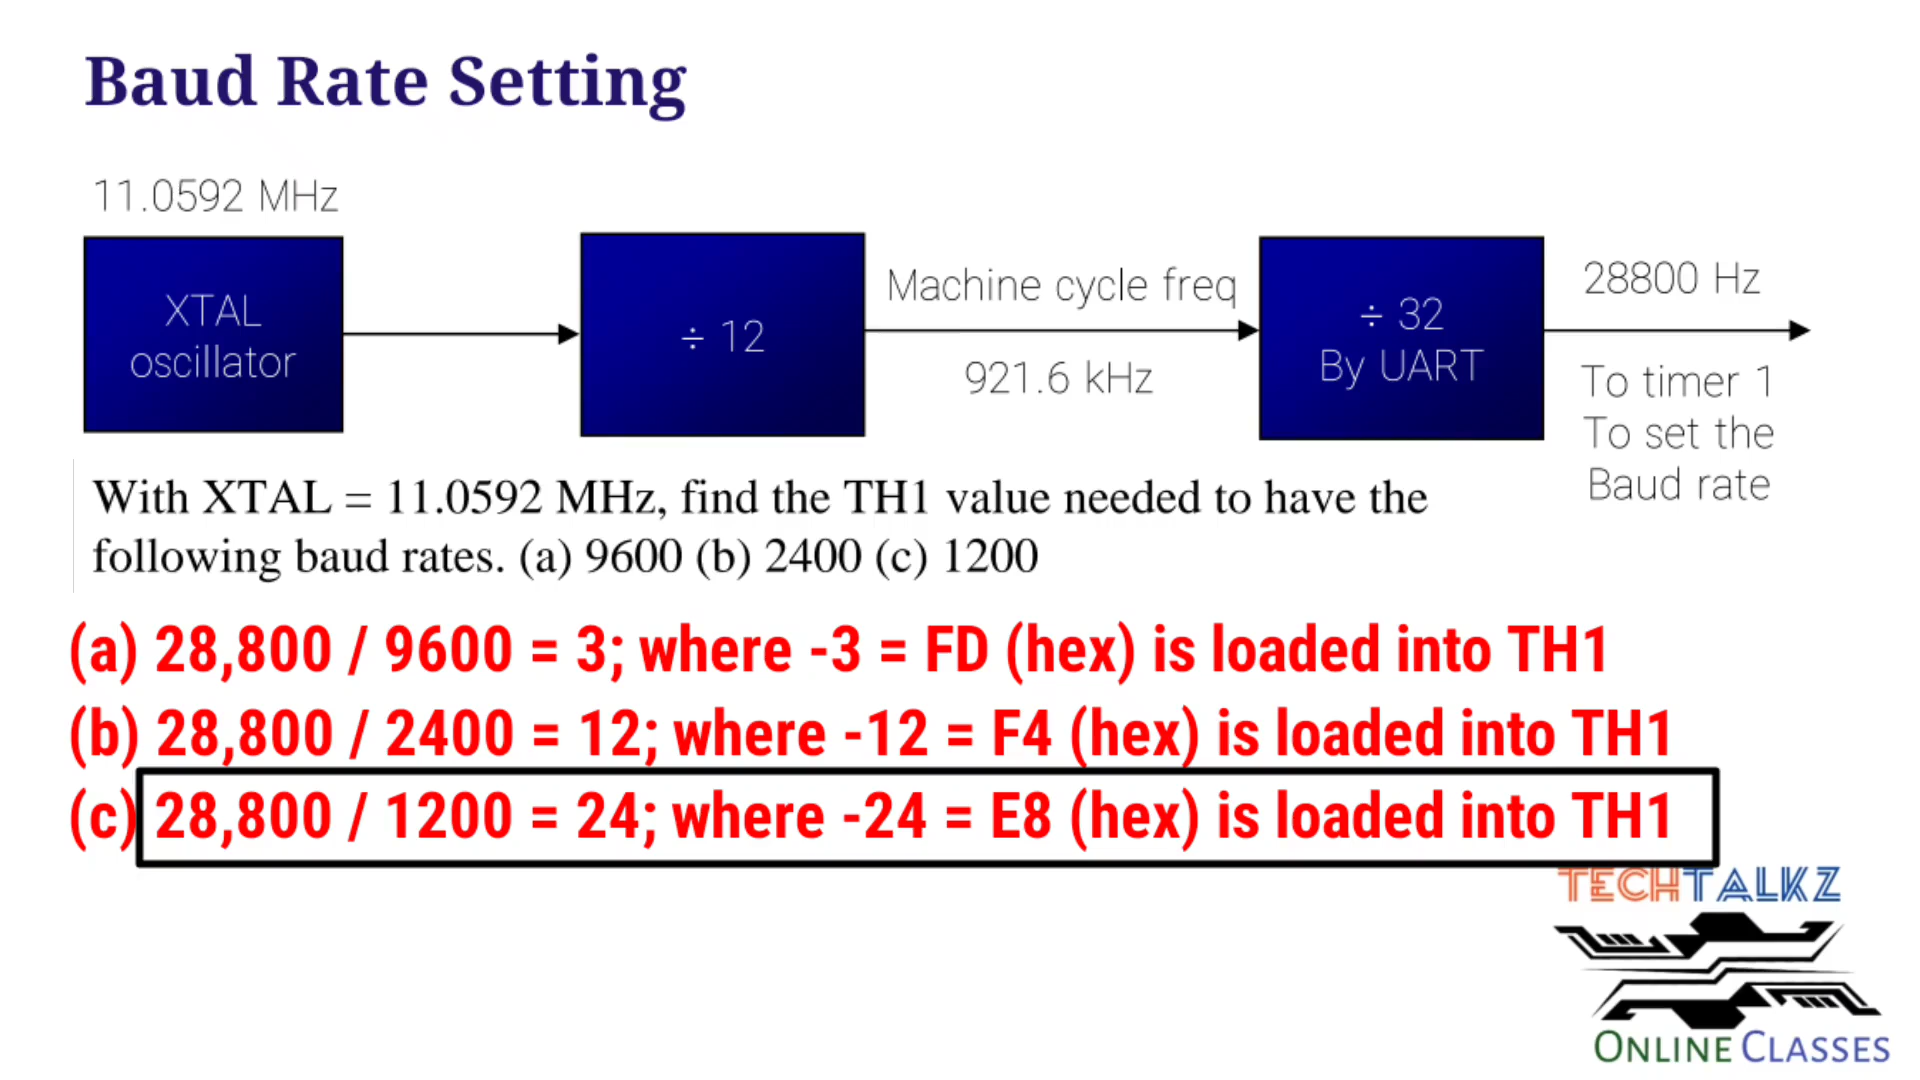 Baud Rate Setting
11.0592 MHz
XTAL
oscillator
÷ 12
Machine cycle freq
921.6 kHz
÷ 32
By UART
28800 Hz
To timer 1
To set the
Baud rate
With XTAL = 11.0592 MHz, find the TH1 value needed to have the
following baud rates. (a) 9600 (b) 2400 (c) 1200
(a) 28,800 / 9600 = 3; where -3 = FD (hex) is loaded into TH1
(b) 28,800 / 2400 = 12; where -12 = F4 (hex) is loaded into TH1
(c) 28,800 / 1200 = 24; where -24 = E8 (hex) is loaded into TH1
TECHTALKZ
ONLINE CLASSES